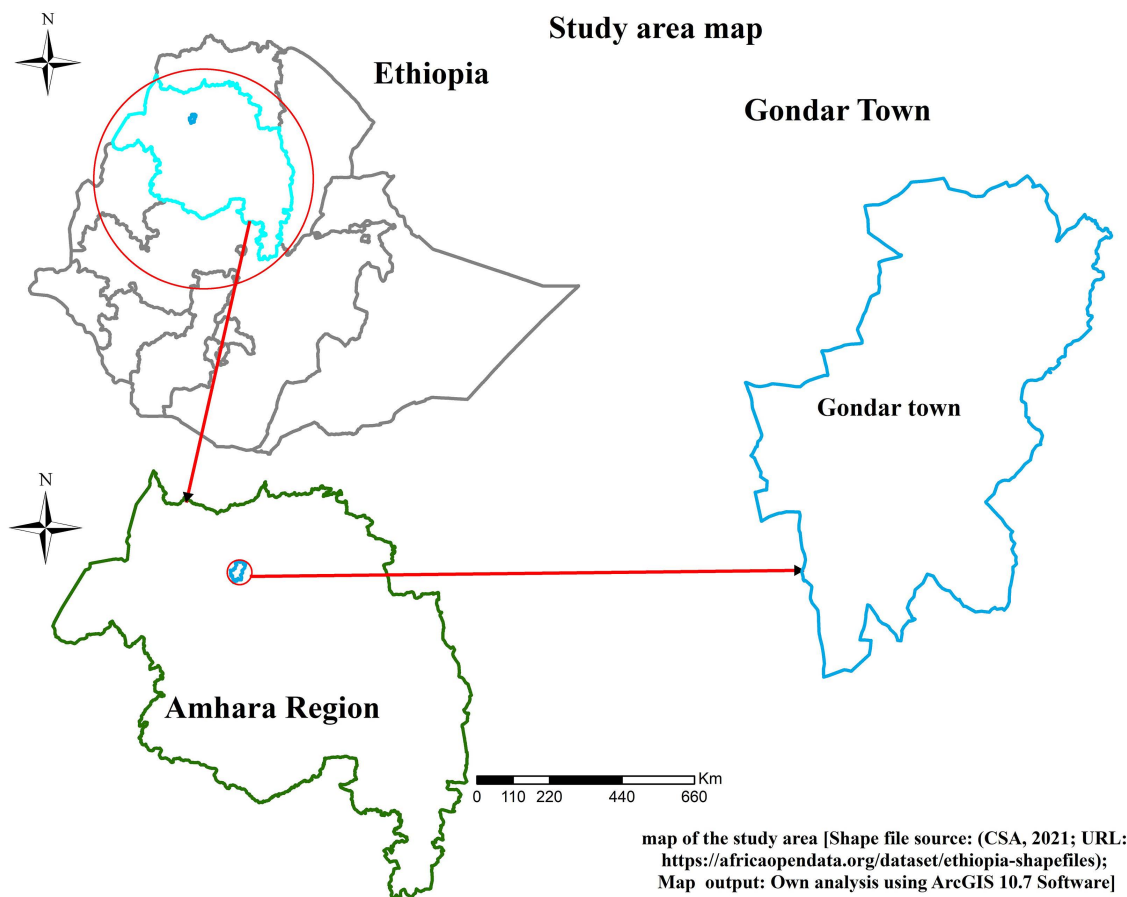 Study area map
N
Ethiopia
Gondar Town
Gondar town
N
Amhara Region
Km
0 110 220 440 660
map of the study area [Shape file source: (CSA, 2021; URL:
https://africaopendata.org/dataset/ethiopia-shapefiles);
Map output: Own analysis using ArcGIS 10.7 Software]